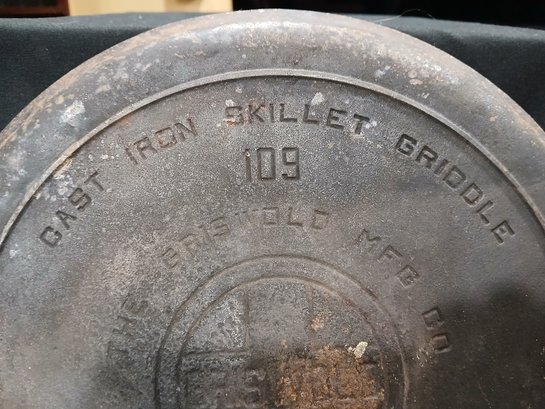 CAST IRON SKILLET GRIDDLE
109
THE GRISWOLD MFG CO